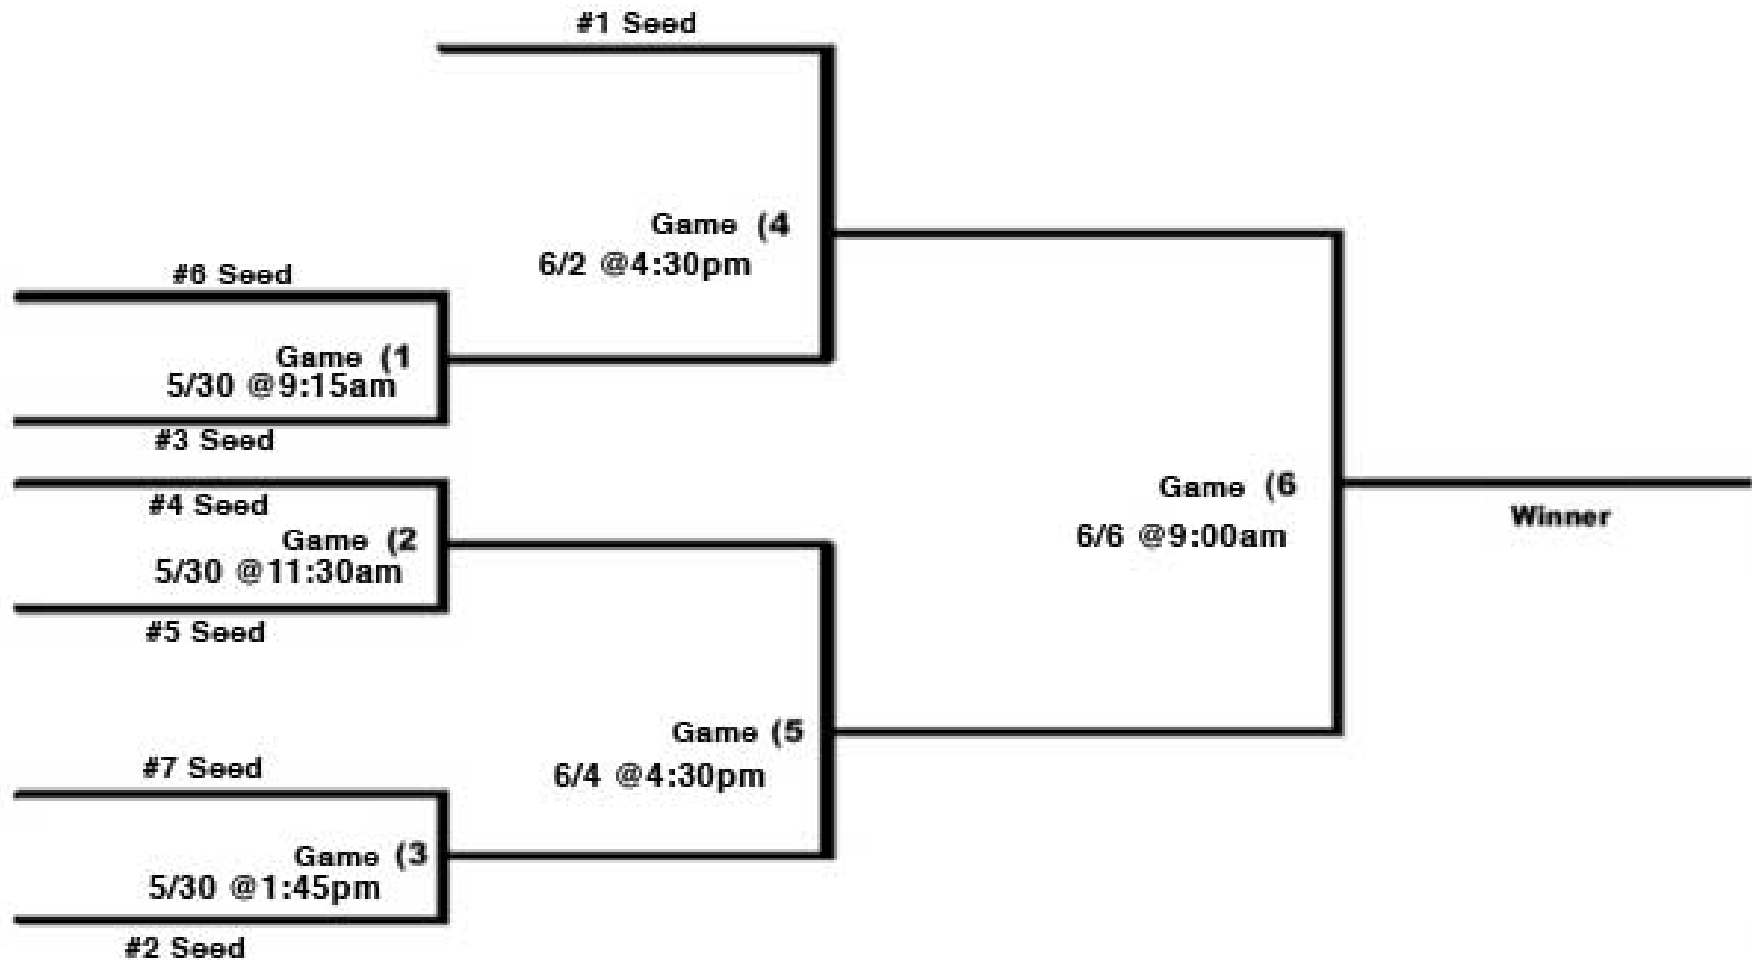 #1 Seed
Game (4
6/2 @4:30pm
#6 Seed
Game (1
5/30 @9:15am
#3 Seed
#4 Seed
Game (2
5/30 @11:30am
#5 Seed
Game (6
6/6 @9:00am
Winner
Game (5
6/4 @4:30pm
#7 Seed
Game (3
5/30 @1:45pm
#2 Seed